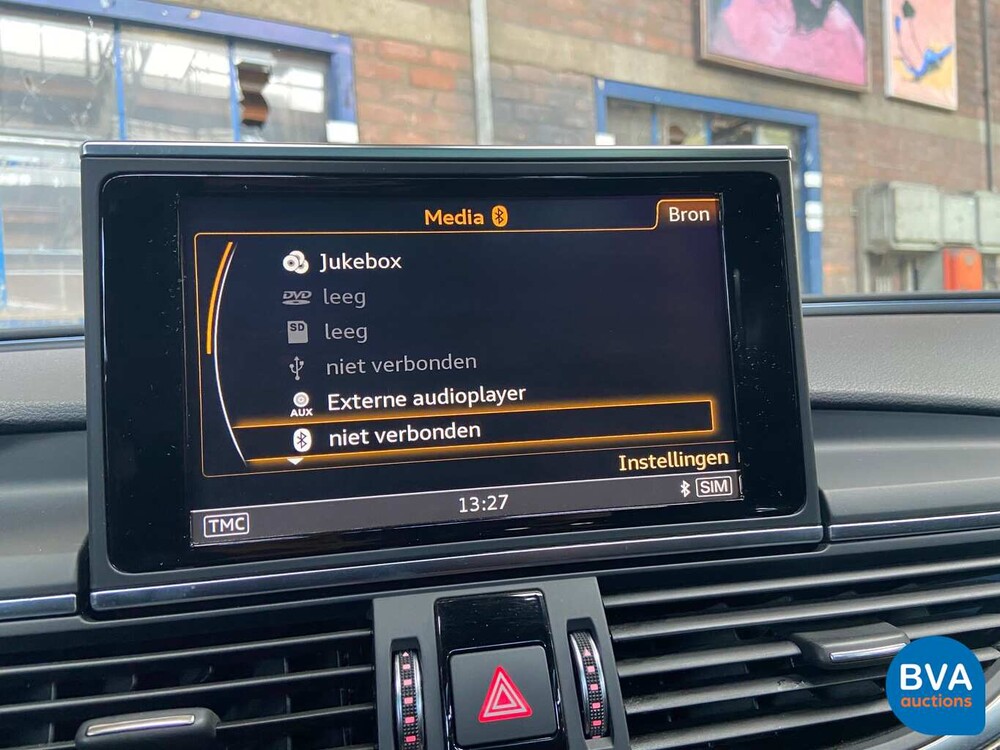 Media
Bron
Jukebox
DVD leeg
SD leeg
niet verbonden
AUX Externe audioplayer
niet verbonden
Instellingen
TMC
13:27
SIM
BVA
auctions